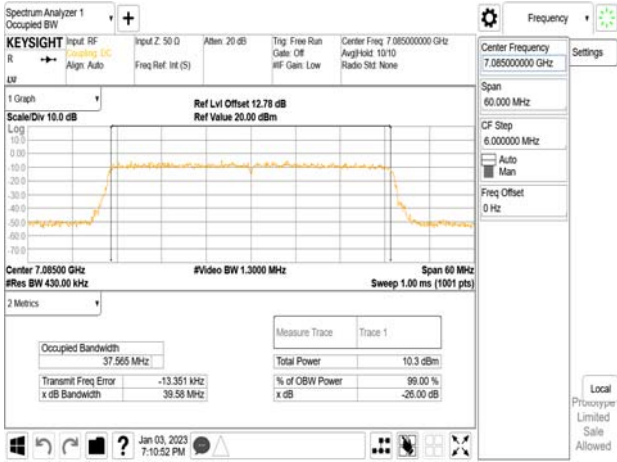 Spectrum Analyzer 1
Occupied BW
Frequency
KEYSIGHT
Input: RF
Coupling: DC
Align: Auto
Input Z: 50 Ω
Freq Ref: Int (S)
Atten: 20 dB
Trig: Free Run
Gate: Off
#IF Gain: Low
Center Freq: 7.085000000 GHz
Avg|Hold: 10/10
Radio Std: None
R
LXI
Center Frequency
7.085000000 GHz
Settings
Span
60.000 MHz
CF Step
6.000000 MHz
Auto
Man
Freq Offset
0 Hz
1 Graph
Scale/Div 10.0 dB
Ref Lvl Offset 12.78 dB
Ref Value 20.00 dBm
Log
10.0
0.00
-10.0
-20.0
-30.0
-40.0
-50.0
-60.0
-70.0
Center 7.08500 GHz
#Video BW 1.3000 MHz
Span 60 MHz
#Res BW 430.00 kHz
Sweep 1.00 ms (1001 pts)
2 Metrics
Measure Trace Trace 1
Occupied Bandwidth
37.565 MHz
Total Power 10.3 dBm
Transmit Freq Error -13.351 kHz
% of OBW Power 99.00 %
x dB Bandwidth 39.58 MHz
x dB -26.00 dB
Local
Prototype
Limited
Sale
Allowed
?
Jan 03, 2023
7:10:52 PM